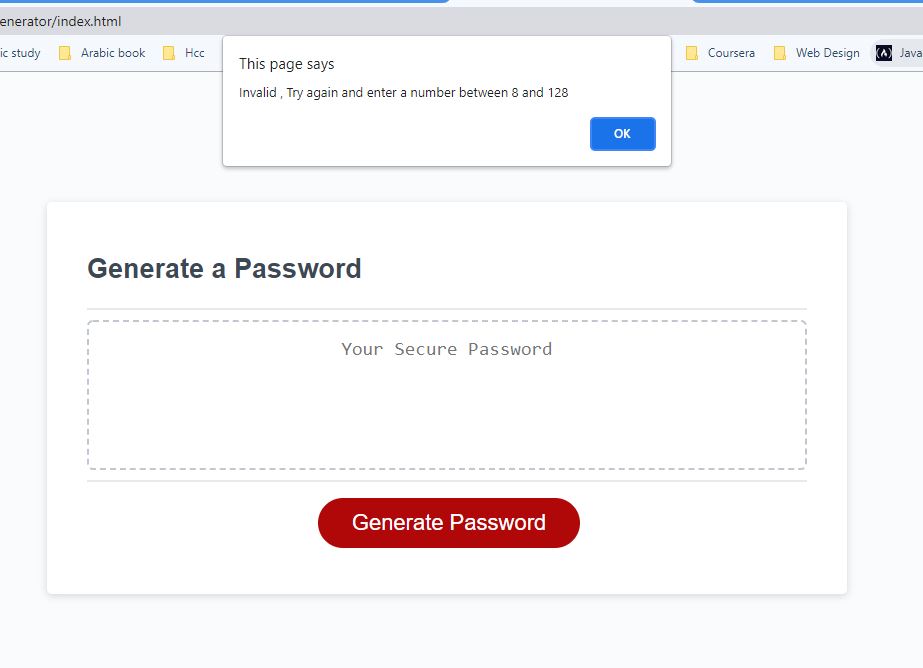 enerator/index.html
ic study Arabic book Hcc Coursera Web Design (A) Java
This page says
Invalid , Try again and enter a number between 8 and 128
OK
Generate a Password
Your Secure Password
Generate Password